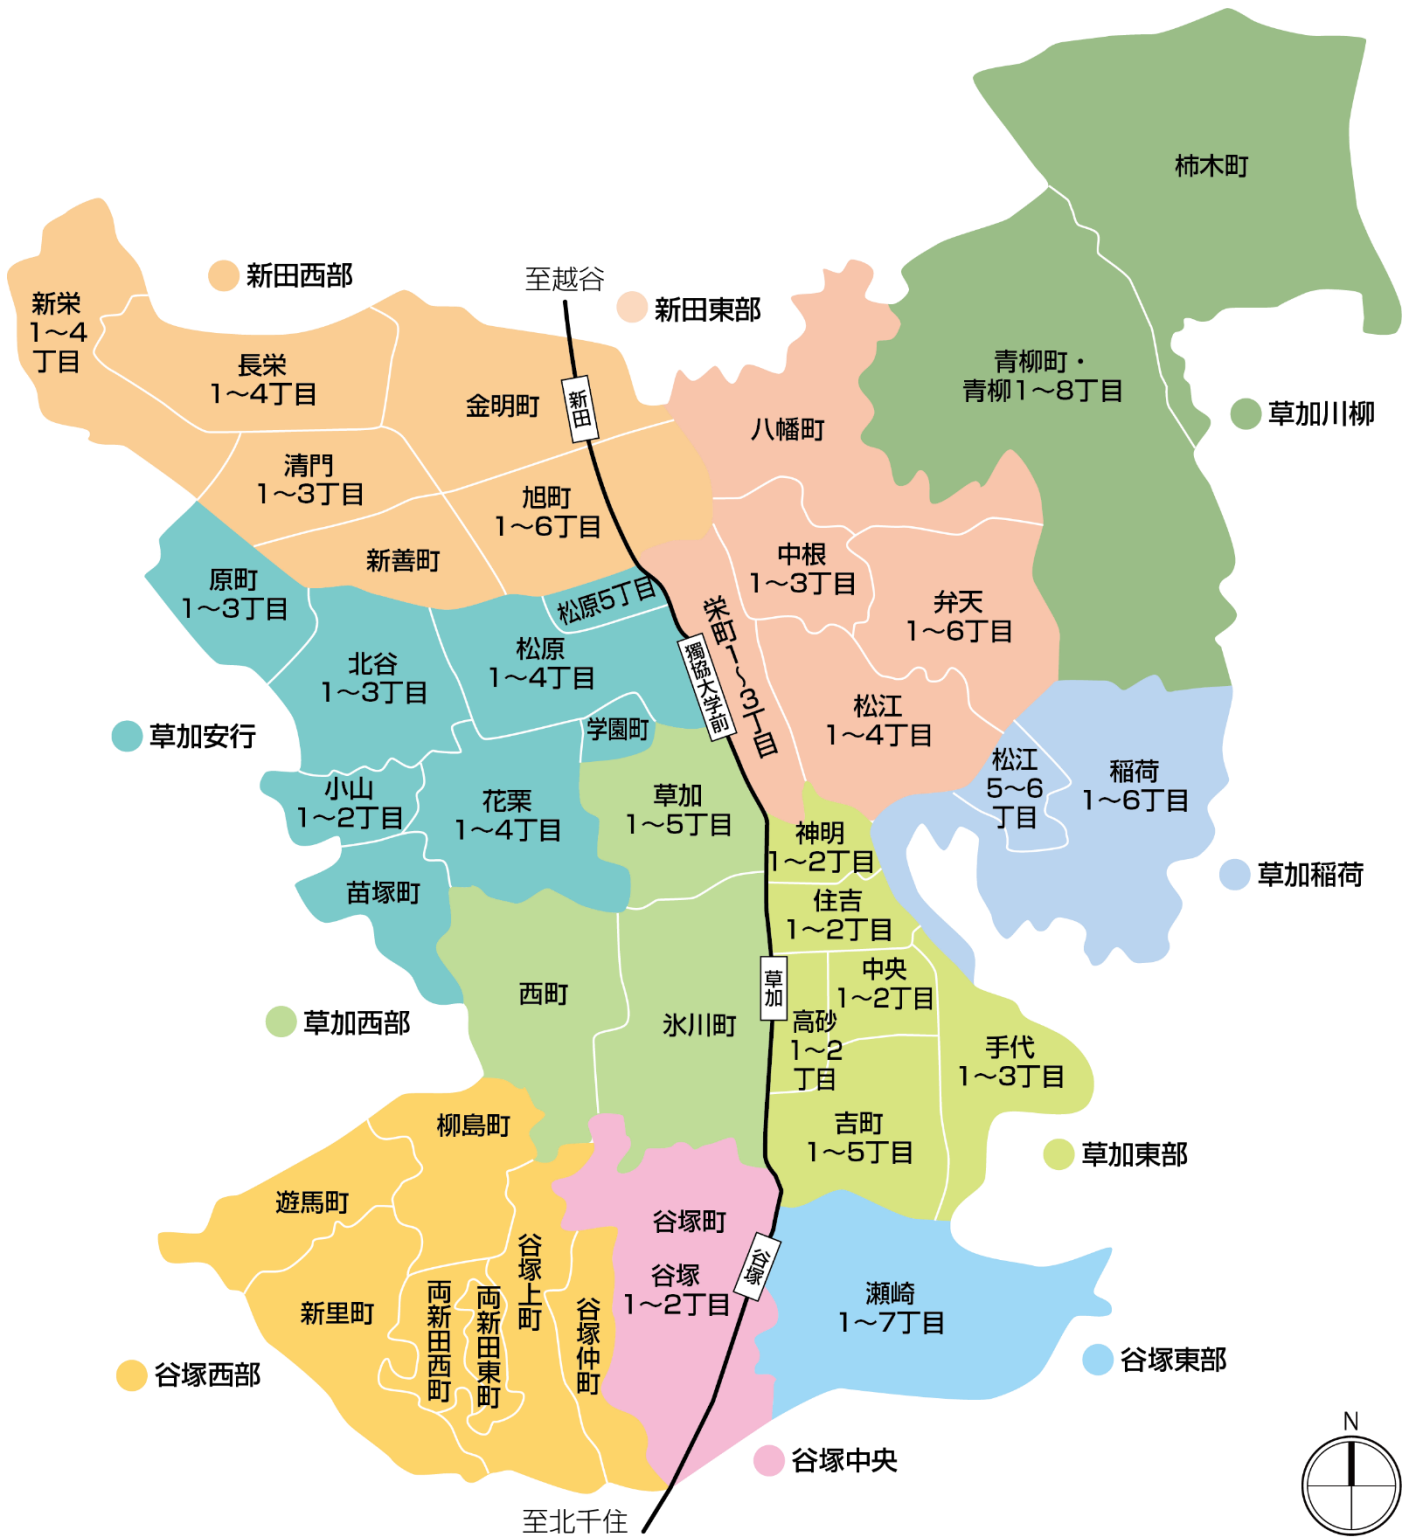 柿木町
新田西部
至越谷
新田東部
新栄
1〜4
丁目
長栄
1〜4丁目
金明町
新田
青柳町・
青柳1〜8丁目
草加川柳
八幡町
清門
1〜3丁目
旭町
1〜6丁目
新善町
中根
1〜3丁目
原町
1〜3丁目
松原5丁目
栄町1〜3丁目
弁天
1〜6丁目
北谷
1〜3丁目
松原
1〜4丁目
獨協大学前
松江
1〜4丁目
学園町
草加安行
松江
5〜6
丁目
稲荷
1〜6丁目
小山
1〜2丁目
花栗
1〜4丁目
草加
1〜5丁目
神明
1〜2丁目
草加稲荷
苗塚町
住吉
1〜2丁目
西町
草加
中央
1〜2丁目
草加西部
氷川町
高砂
1〜2
丁目
手代
1〜3丁目
柳島町
吉町
1〜5丁目
草加東部
遊馬町
谷塚町
谷塚上町
谷塚
谷塚
1〜2丁目
新里町
両新田西町
両新田東町
谷塚仲町
瀬崎
1〜7丁目
谷塚西部
谷塚東部
谷塚中央
N
至北千住